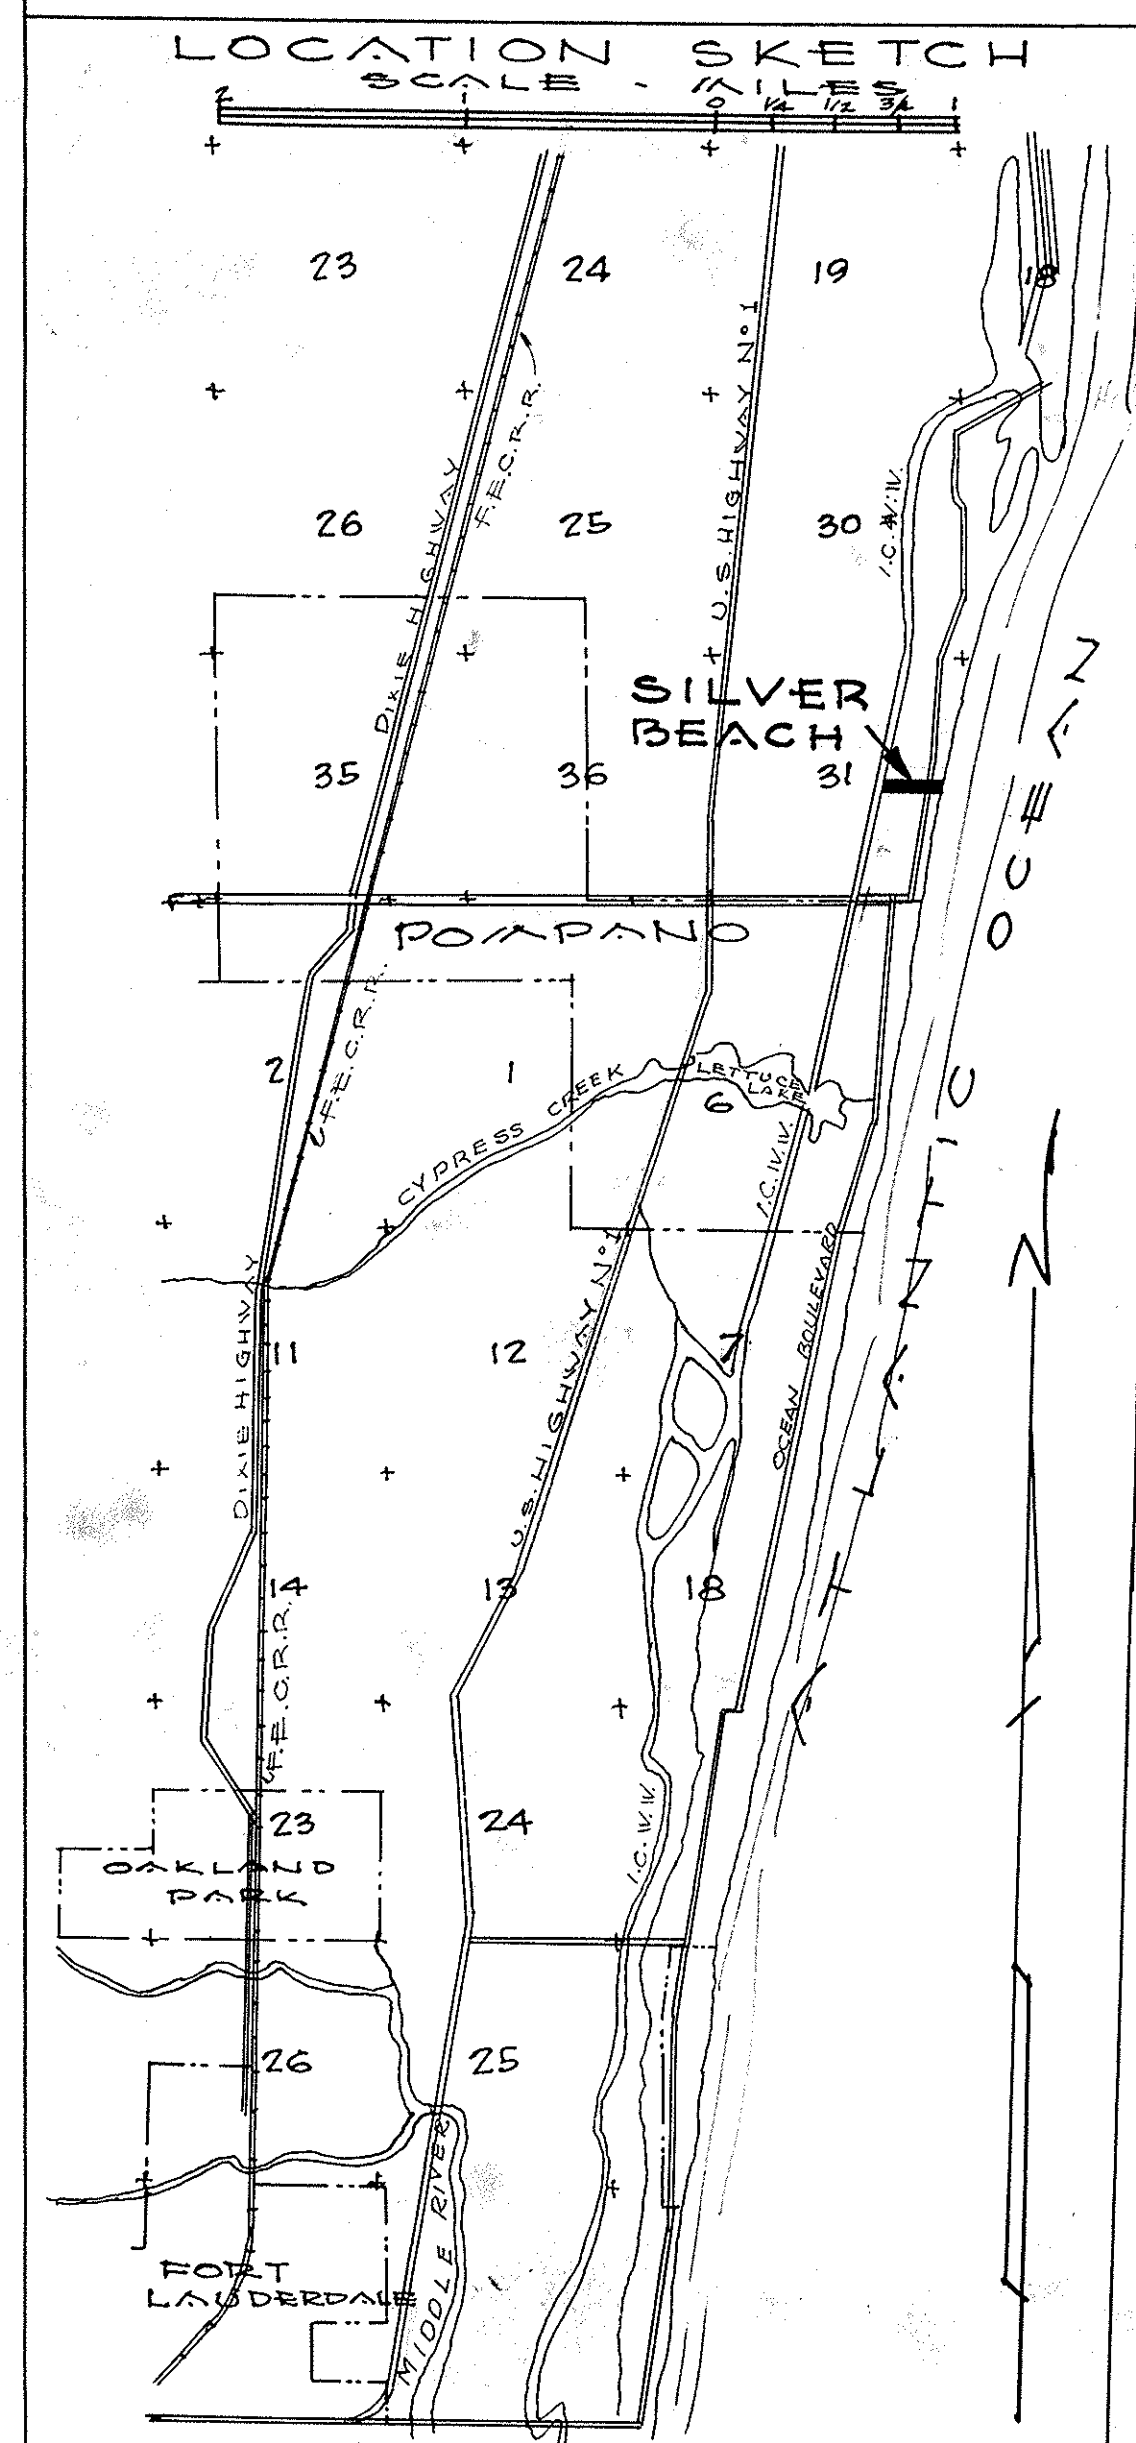 LOCATION SKETCH
SCALE - MILES
2 1 0 1/4 1/2 3/4 1
23 24 19 18
F.E.C.R.R.
U.S. HIGHWAY Nº 1
DIXIE HIGHWAY
I.C.W.W.
26 25 30
SILVER
BEACH
35 36 31
OCEAN
POMPANO
F.E.C.R.R.
2 1 6
LETTUCE
LAKE
CYPRESS CREEK
I.C.W.W.
ATLANTIC
N
DIXIE HIGHWAY
U.S. HIGHWAY Nº 1
OCEAN BOULEVARD
11 12 7
14 13 18
F.E.C.R.R.
I.C.W.W.
23 24
OAKLAND
PARK
26 25
MIDDLE RIVER
FORT
LAUDERDALE